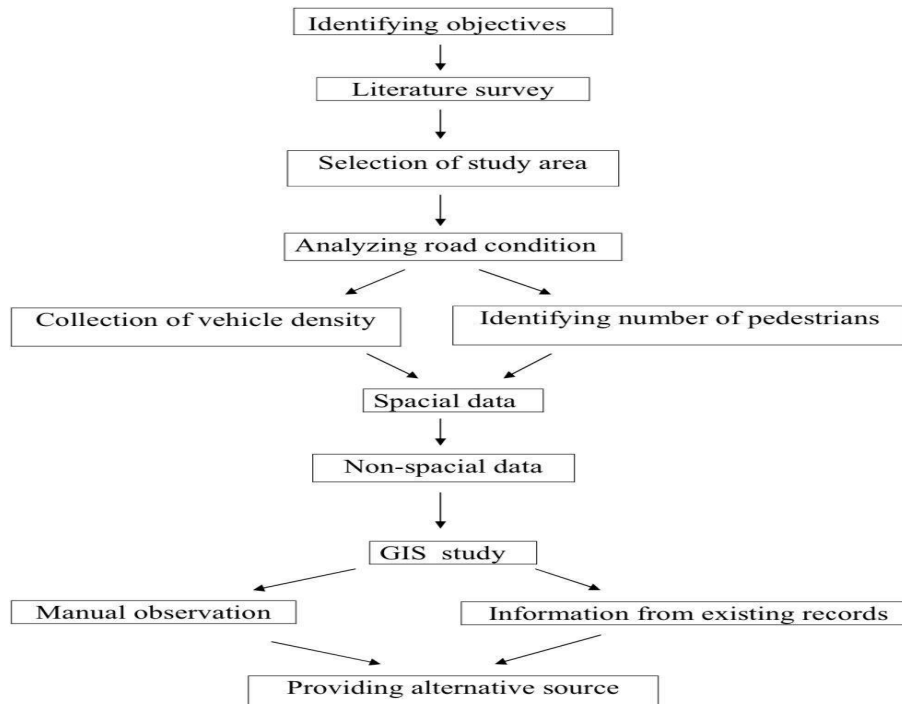 Identifying objectives
Literature survey
Selection of study area
Analyzing road condition
Collection of vehicle density
Identifying number of pedestrians
Spacial data
Non-spacial data
GIS study
Manual observation
Information from existing records
Providing alternative source